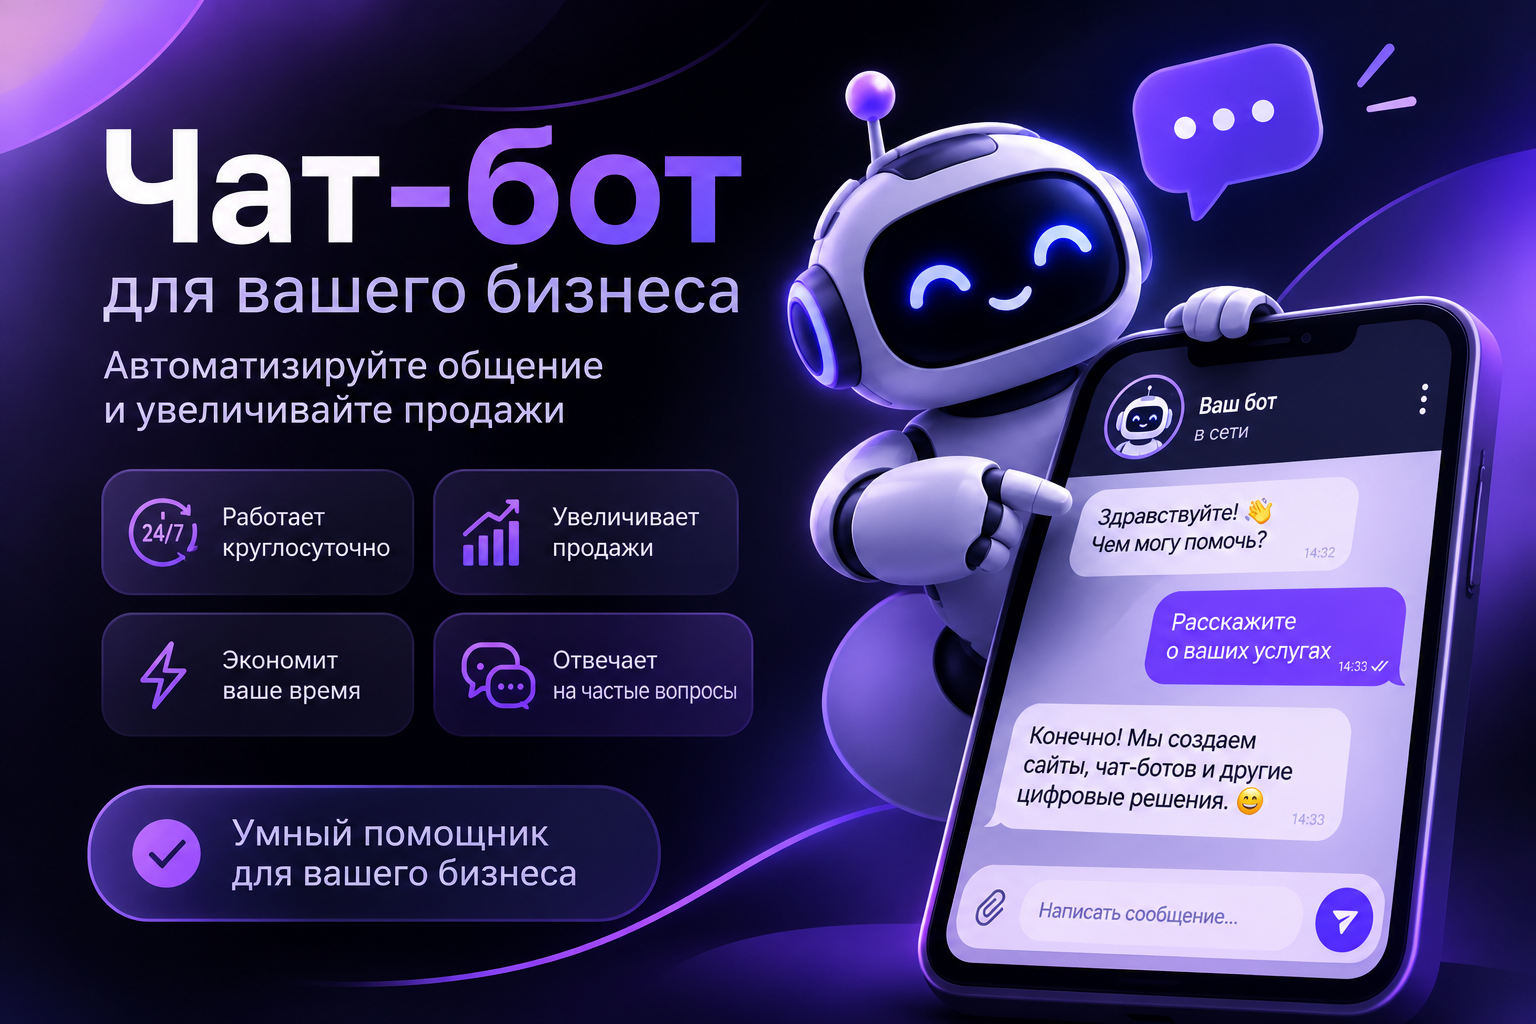 Чат-бот
для вашего бизнеса
Автоматизируйте общение
и увеличивайте продажи
24/7
Работает
круглосуточно
Увеличивает
продажи
Экономит
ваше время
Отвечает
на частые вопросы
Умный помощник
для вашего бизнеса
Ваш бот
в сети
Здравствуйте! 👋
Чем могу помочь?
14:32
Расскажите
о ваших услугах
14:33
Конечно! Мы создаем
сайты, чат-ботов и другие
цифровые решения. 😄
14:33
Написать сообщение...